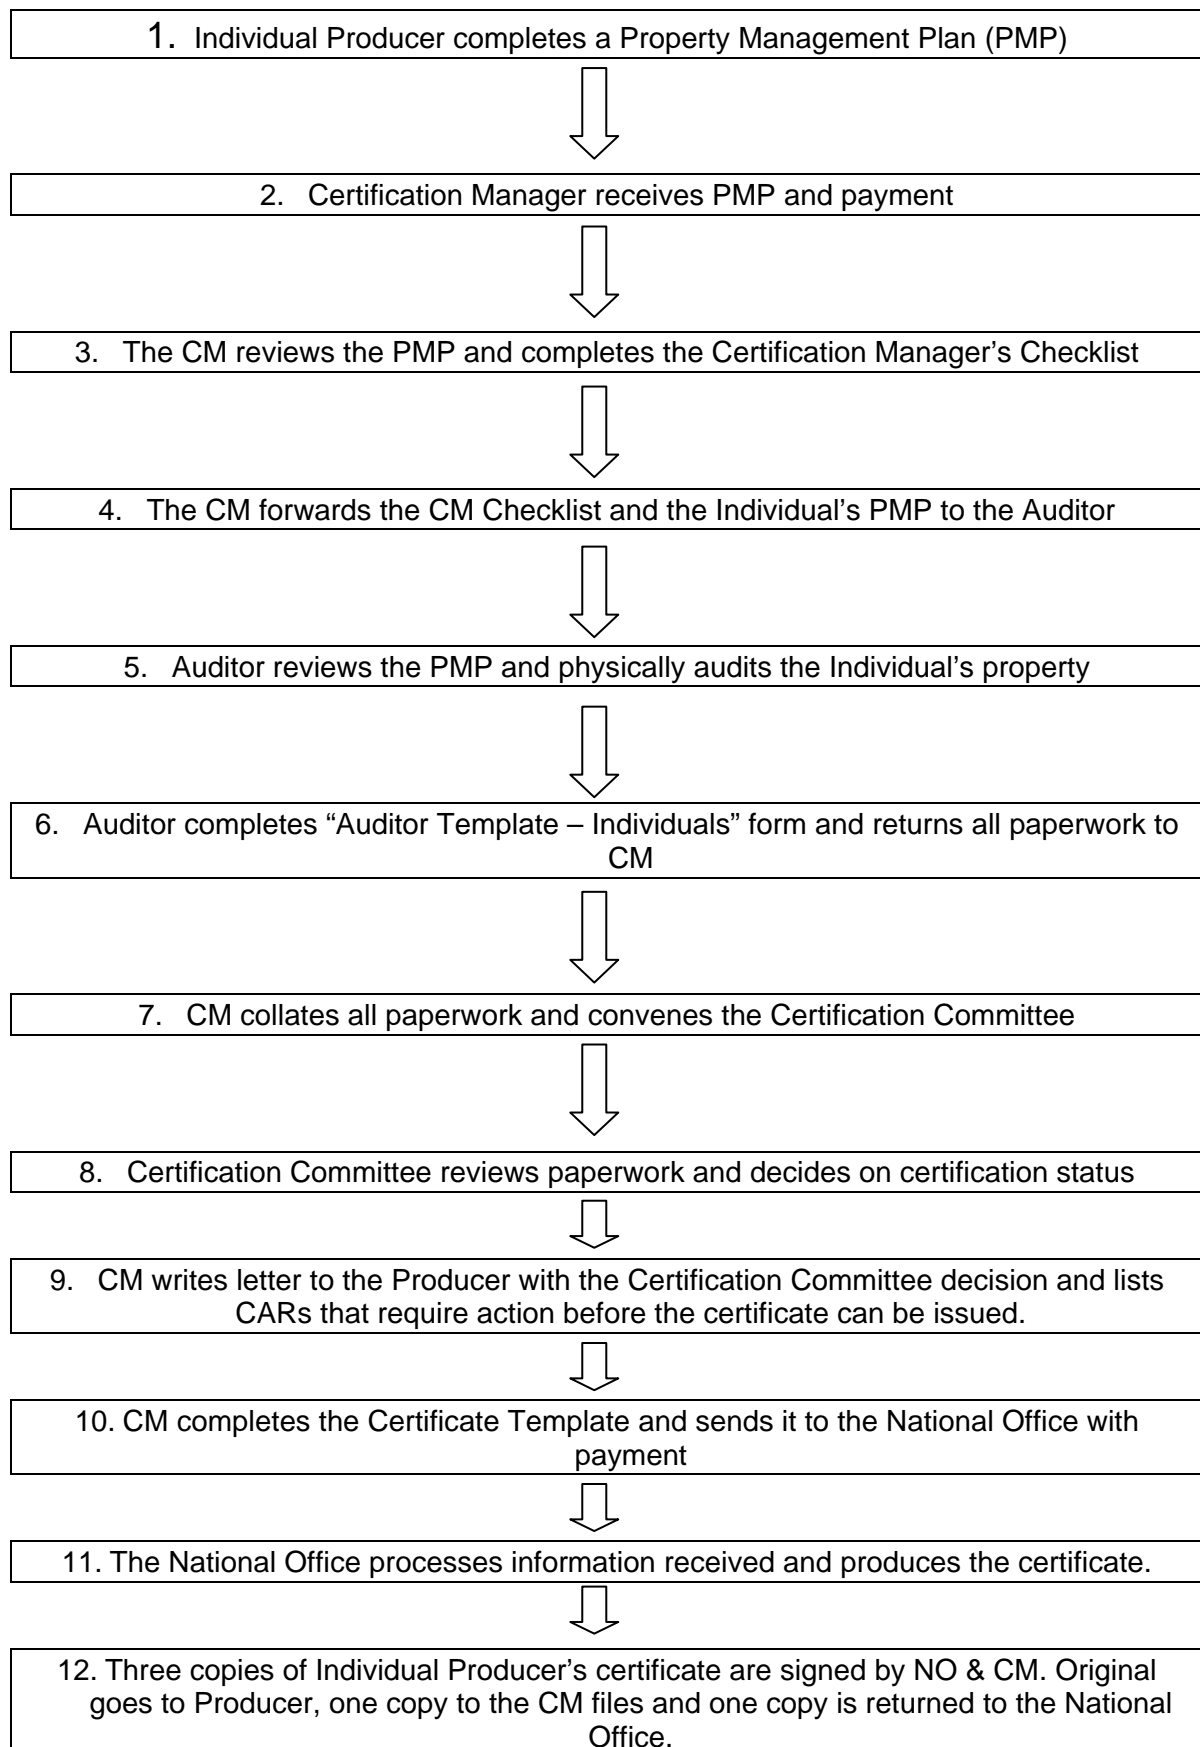 1. Individual Producer completes a Property Management Plan (PMP)
2. Certification Manager receives PMP and payment
3. The CM reviews the PMP and completes the Certification Manager’s Checklist
4. The CM forwards the CM Checklist and the Individual’s PMP to the Auditor
5. Auditor reviews the PMP and physically audits the Individual’s property
6. Auditor completes “Auditor Template – Individuals” form and returns all paperwork to
CM
7. CM collates all paperwork and convenes the Certification Committee
8. Certification Committee reviews paperwork and decides on certification status
9. CM writes letter to the Producer with the Certification Committee decision and lists
CARs that require action before the certificate can be issued.
10. CM completes the Certificate Template and sends it to the National Office with
payment
11. The National Office processes information received and produces the certificate.
12. Three copies of Individual Producer’s certificate are signed by NO & CM. Original
goes to Producer, one copy to the CM files and one copy is returned to the National
Office.